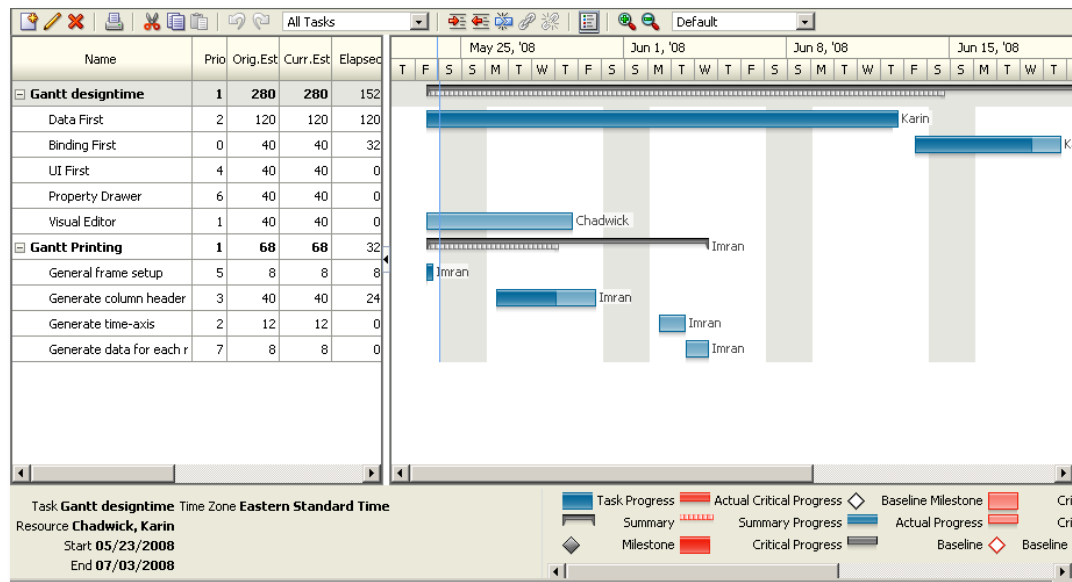 All Tasks Default
Name Prio Orig.Est Curr.Est Elapsed
May 25, '08 Jun 1, '08 Jun 8, '08 Jun 15, '08
T F S S M T W T F S S M T W T F S S M T W T F S S M T W T
Gantt designtime 1 280 280 152
Data First 2 120 120 120 Karin
Binding First 0 40 40 32 K
UI First 4 40 40 0
Property Drawer 6 40 40 0
Visual Editor 1 40 40 0 Chadwick
Gantt Printing 1 68 68 32 Imran
General frame setup 5 8 8 8 Imran
Generate column header 3 40 40 24 Imran
Generate time-axis 2 12 12 0 Imran
Generate data for each r 7 8 8 0 Imran
Task Gantt designtime Time Zone Eastern Standard Time
Resource Chadwick, Karin
Start 05/23/2008
End 07/03/2008
Task Progress Actual Critical Progress Baseline Milestone Cri
Summary Summary Progress Actual Progress Cri
Milestone Critical Progress Baseline Baseline